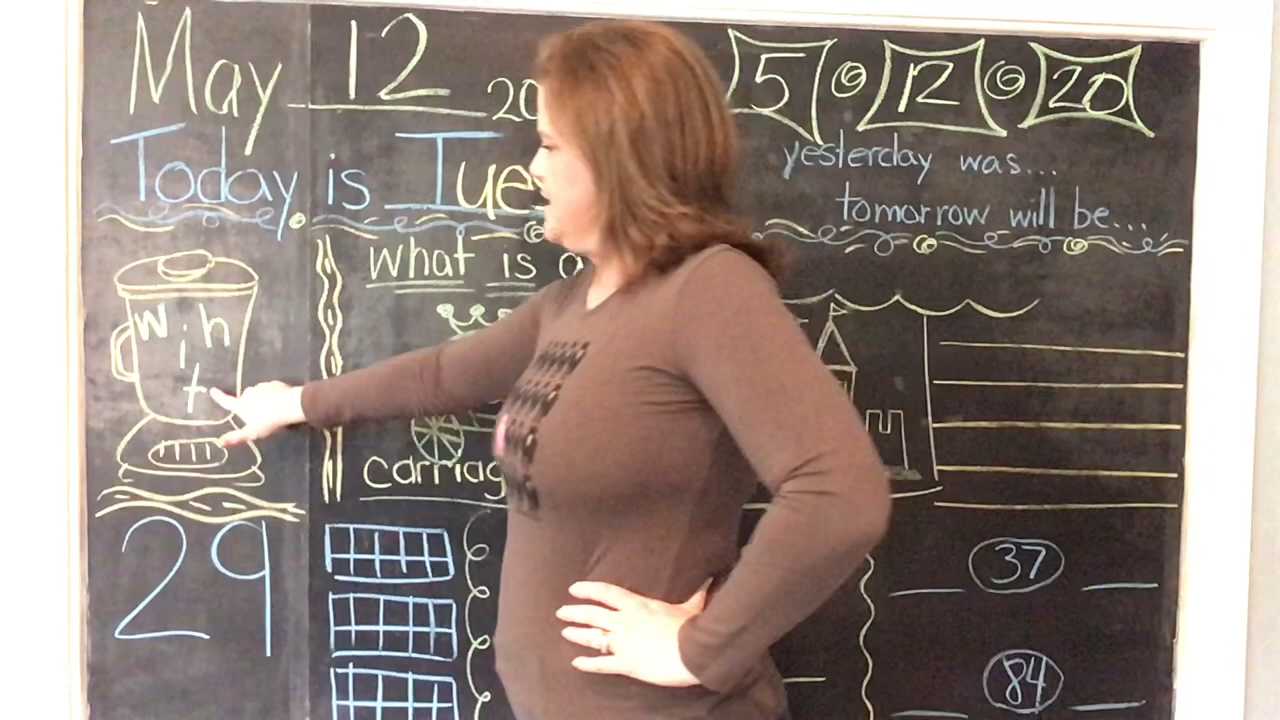 May 12 20
5 12 20
Today is Tues
yesterday was...
tomorrow will be...
What is a
W i t h
carriag
29
37
84